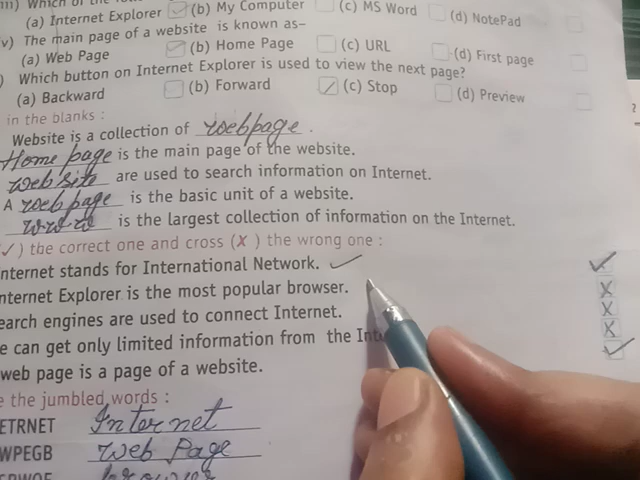 Which of the
(a) Internet Explorer (b) My Computer (c) MS Word (d) NotePad
v) The main page of a website is known as–
(a) Web Page (b) Home Page (c) URL (d) First page
) Which button on Internet Explorer is used to view the next page?
(a) Backward (b) Forward (c) Stop (d) Preview
in the blanks :
Website is a collection of webpage.
Home page is the main page of the website.
website are used to search information on Internet.
A webpage is the basic unit of a website.
w.w.w is the largest collection of information on the Internet.
✓) the correct one and cross (✗) the wrong one :
nternet stands for International Network. ✓
nternet Explorer is the most popular browser.
earch engines are used to connect Internet.
e can get only limited information from the Int
web page is a page of a website.
e the jumbled words :
ETRNET Internet
WPEGB Web Page